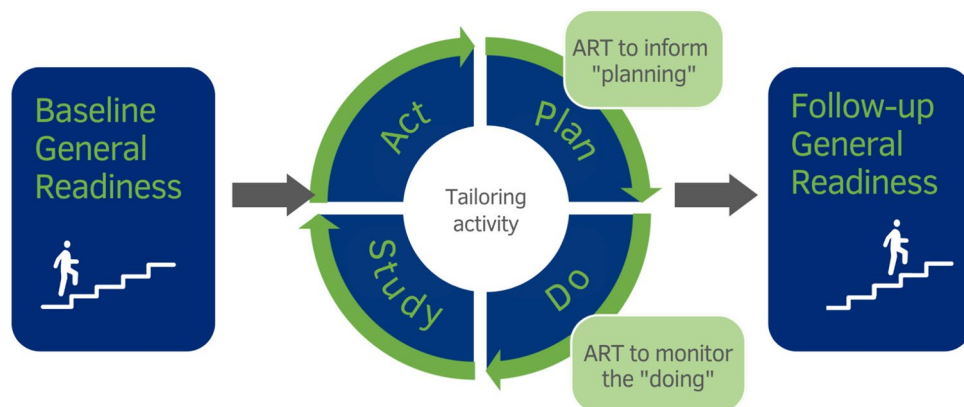 Baseline
General
Readiness
Act
Plan
Study
Do
Tailoring
activity
ART to inform
"planning"
ART to monitor
the "doing"
Follow-up
General
Readiness